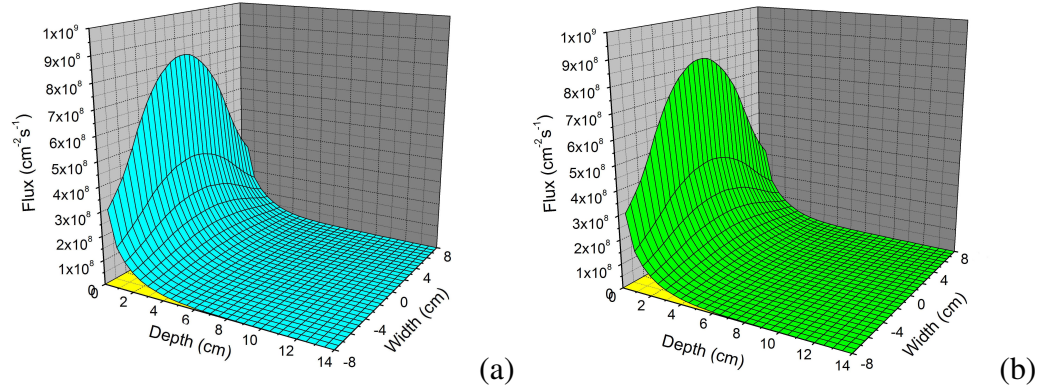 1x10⁹
9x10⁸
8x10⁸
7x10⁸
6x10⁸
5x10⁸
4x10⁸
3x10⁸
2x10⁸
1x10⁸
0
Flux (cm⁻²s⁻¹)
0 2 4 6 8 10 12 14
Depth (cm)
-8 -4 0 4 8
Width (cm)
(a)
1x10⁹
9x10⁸
8x10⁸
7x10⁸
6x10⁸
5x10⁸
4x10⁸
3x10⁸
2x10⁸
1x10⁸
0
Flux (cm⁻²s⁻¹)
0 2 4 6 8 10 12 14
Depth (cm)
-8 -4 0 4 8
Width (cm)
(b)